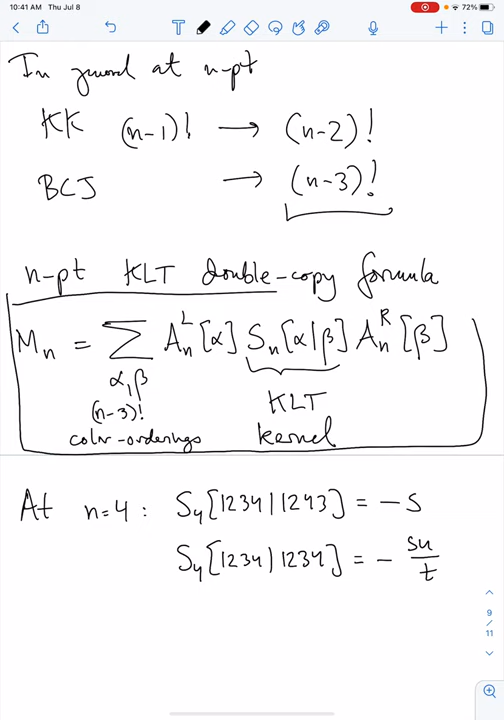 10:41 AM Thu Jul 8
72%
In general at n-pt
KK (n-1)! → (n-2)!
BCJ → (n-3)!
n-pt KLT double-copy formula
Mn = Σ AnL[α] Sn[α|β] AnR[β]
α,β
(n-3)! KLT
color-orderings kernel
At n=4: S4[1234|1243] = -s
S4[1234|1234] = - su/t
9/11